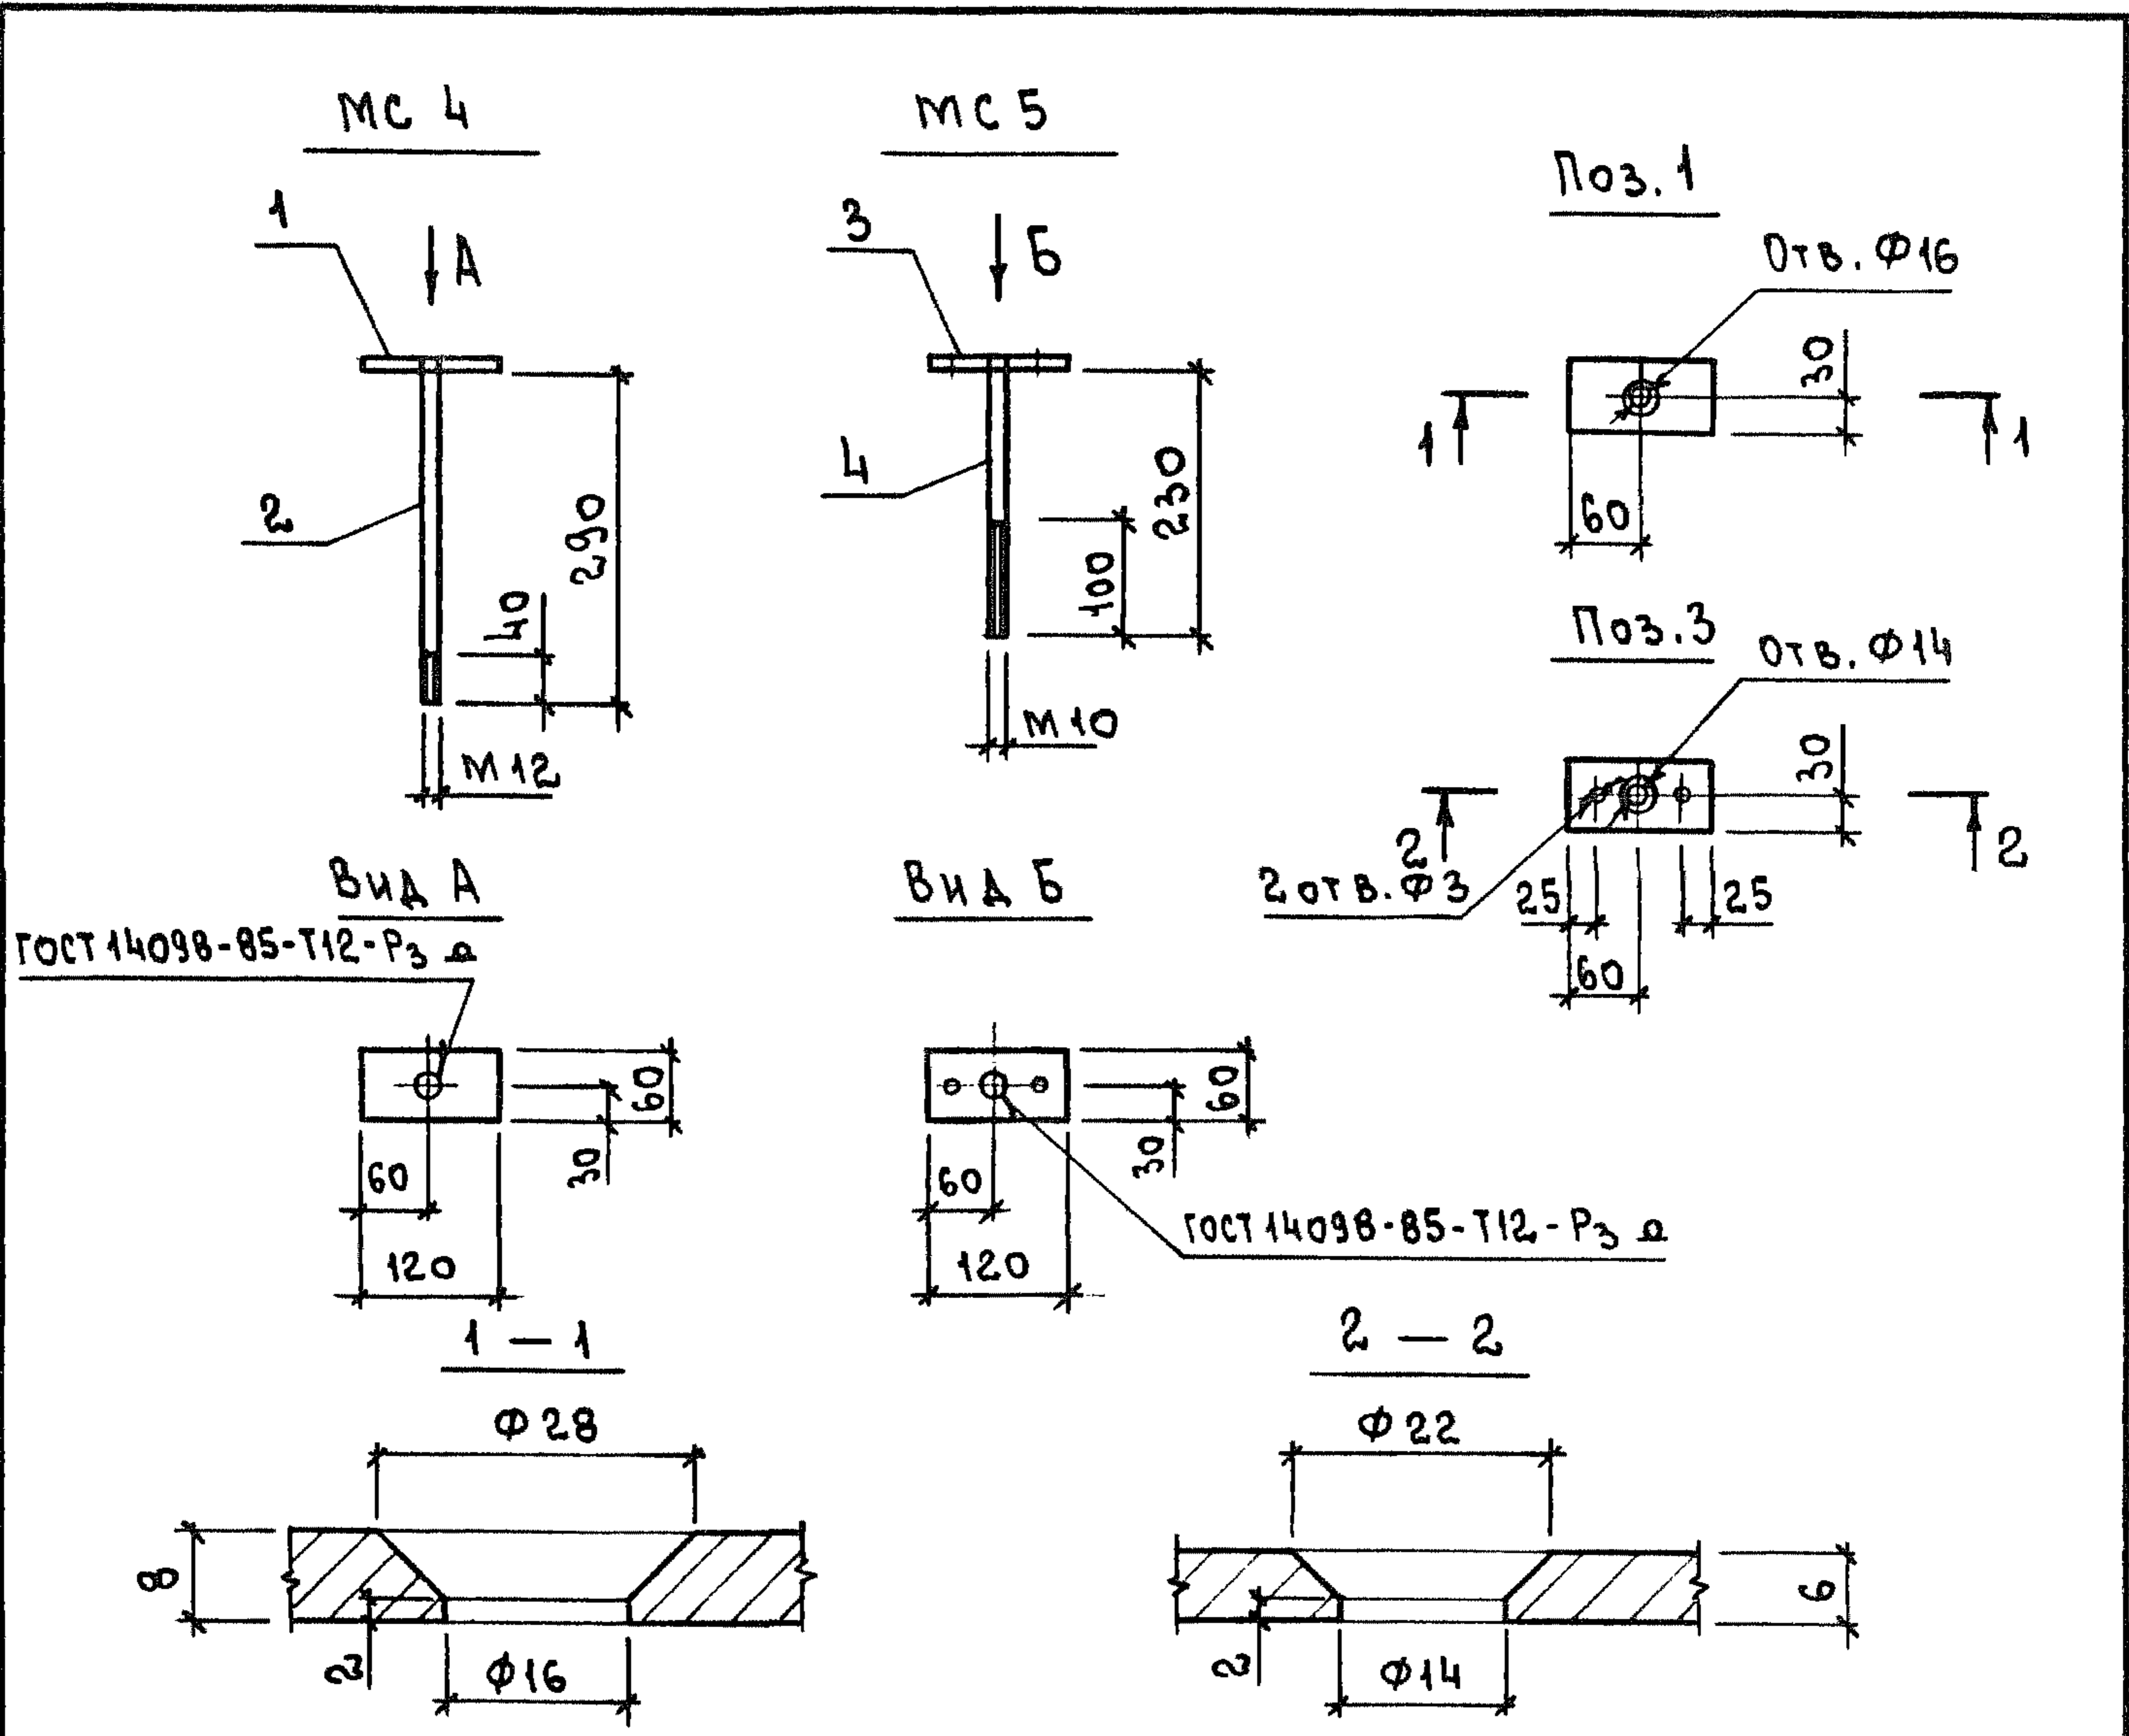 МС 4
МС 5
Поз. 1
1
А
3
Б
Отв. Ф16
30
1
1
60
2
290
40
М12
4
230
100
М10
Поз. 3
Отв. Ф14
30
2
2
2 отв. Ф3
25
25
60
Вид А
ГОСТ 14098-85-Т12-Рз
60
30
60
120
Вид Б
60
30
60
120
ГОСТ 14098-85-Т12-Рз
1 — 1
Ф28
8
2
Ф16
2 — 2
Ф22
6
2
Ф14